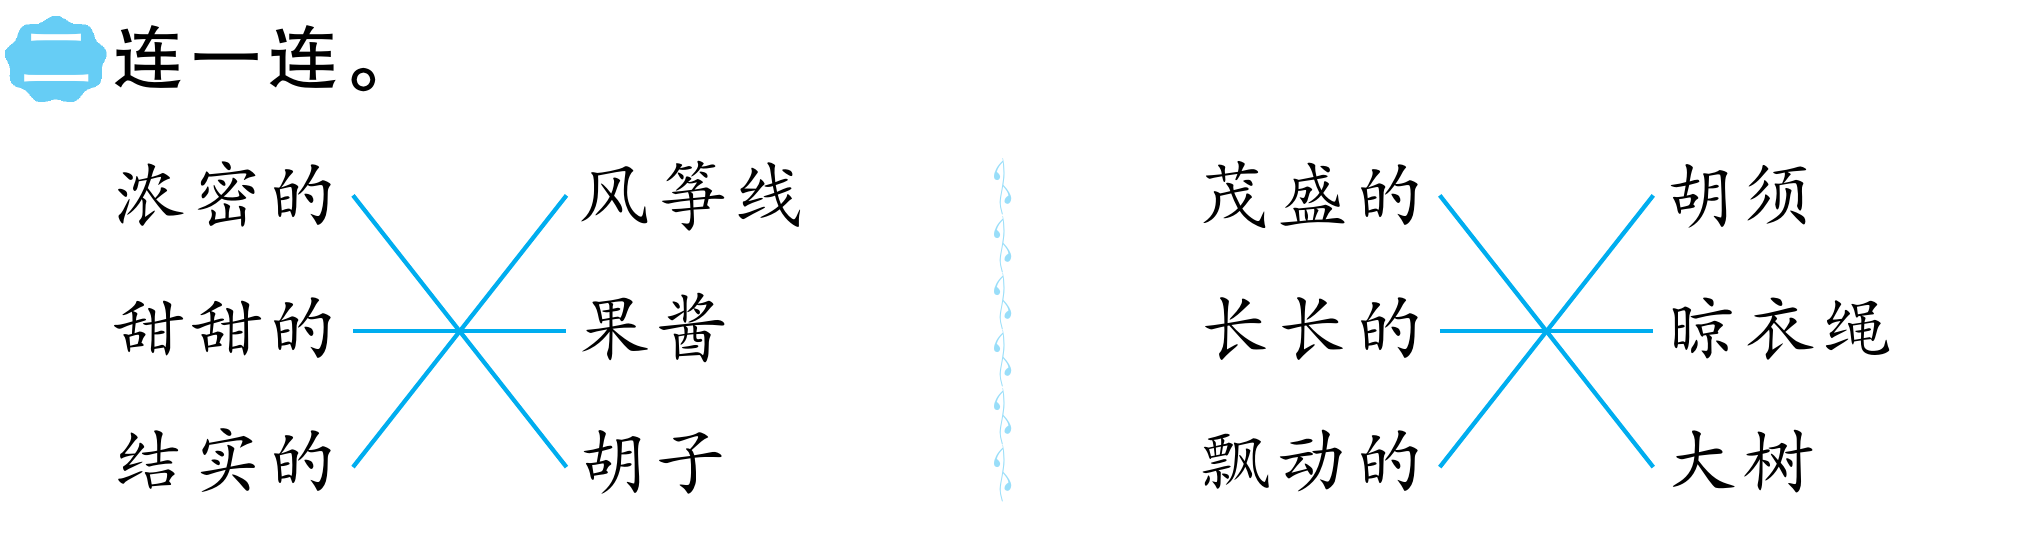 二 连一连。
浓密的 风筝线
甜甜的 果酱
结实的 胡子
茂盛的 胡须
长长的 晾衣绳
飘动的 大树